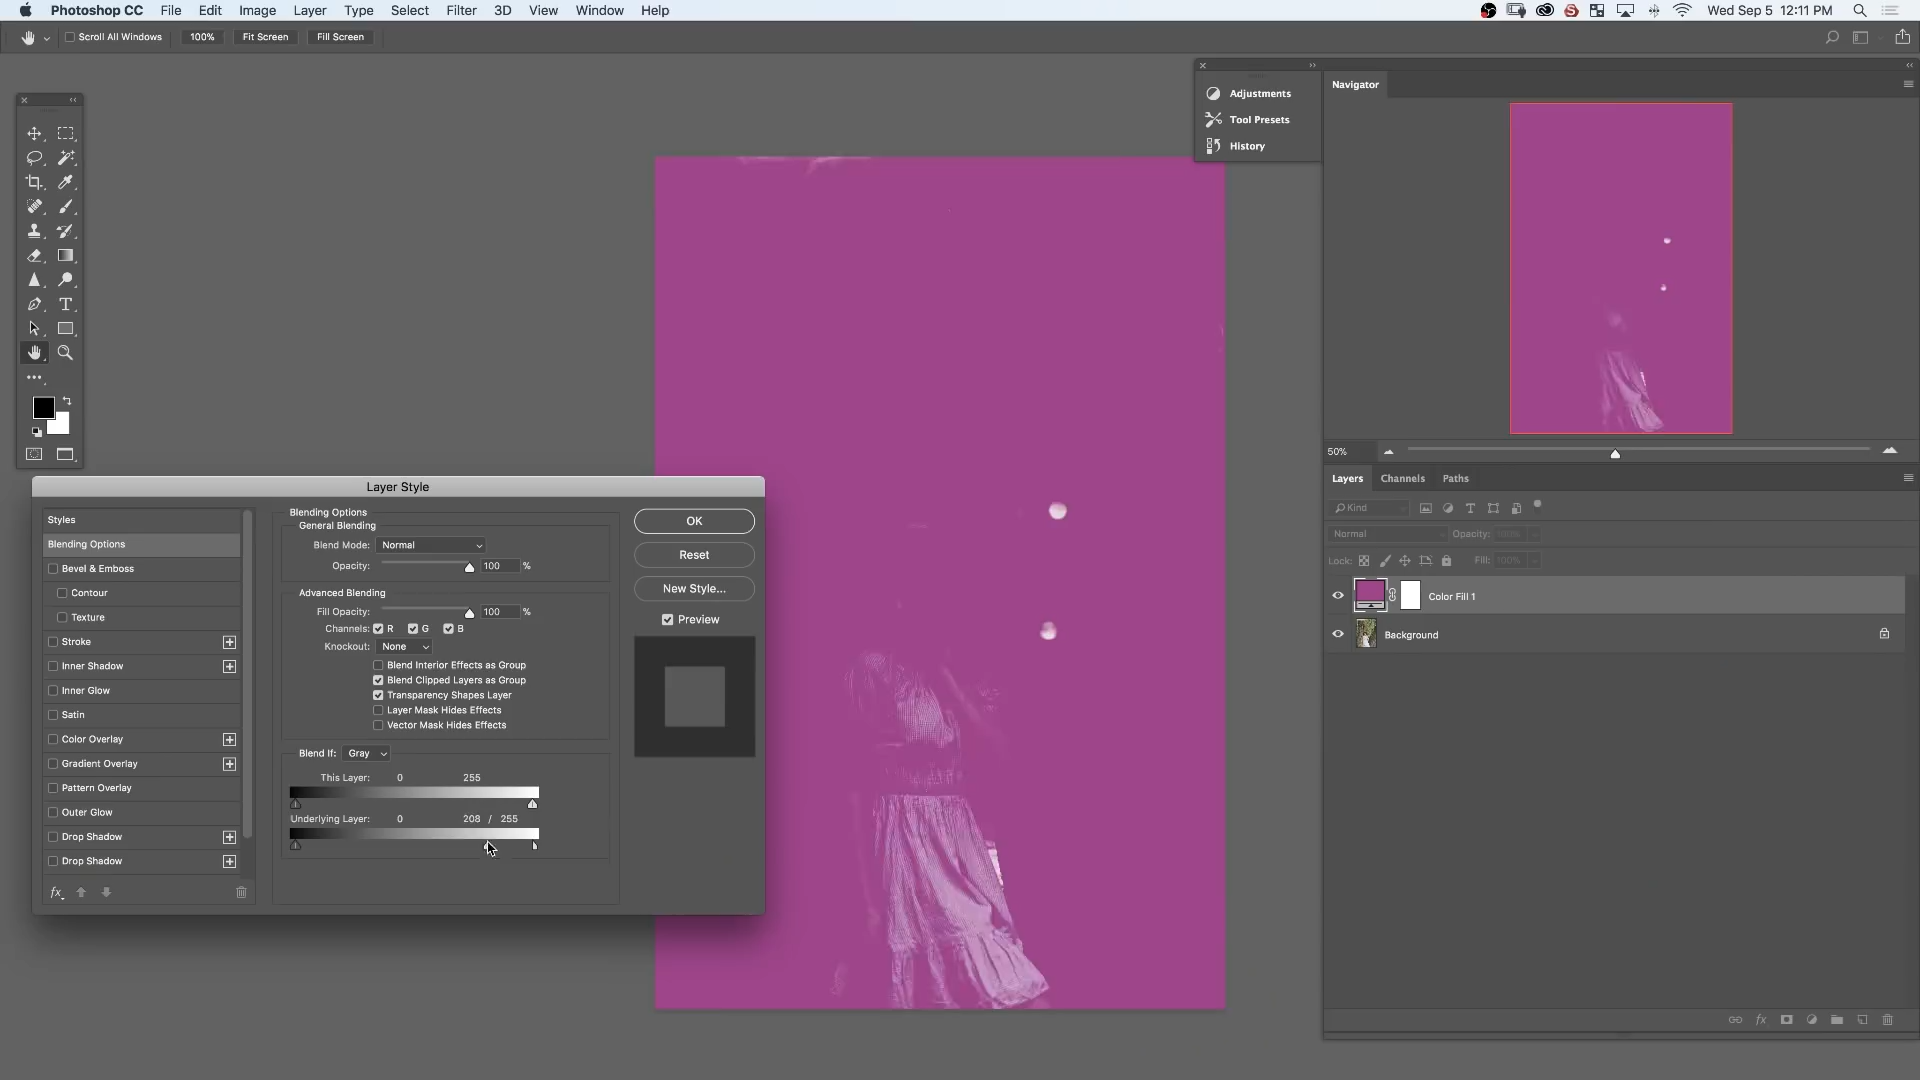 Photoshop CC File Edit Image Layer Type Select Filter 3D View Window Help Wed Sep 5 12:11 PM
Scroll All Windows 100% Fit Screen Fill Screen
Adjustments
Tool Presets
History
Navigator
50%
Layers Channels Paths
Kind
Normal Opacity: 100%
Lock: Fill: 100%
Color Fill 1
Background
fx
Layer Style
Styles
Blending Options
Bevel & Emboss
Contour
Texture
Stroke
Inner Shadow
Inner Glow
Satin
Color Overlay
Gradient Overlay
Pattern Overlay
Outer Glow
Drop Shadow
Drop Shadow
fx
Blending Options
General Blending
Blend Mode: Normal
Opacity: 100 %
Advanced Blending
Fill Opacity: 100 %
Channels: R G B
Knockout: None
Blend Interior Effects as Group
Blend Clipped Layers as Group
Transparency Shapes Layer
Layer Mask Hides Effects
Vector Mask Hides Effects
Blend If: Gray
This Layer: 0 255
Underlying Layer: 0 208 / 255
OK
Reset
New Style...
Preview